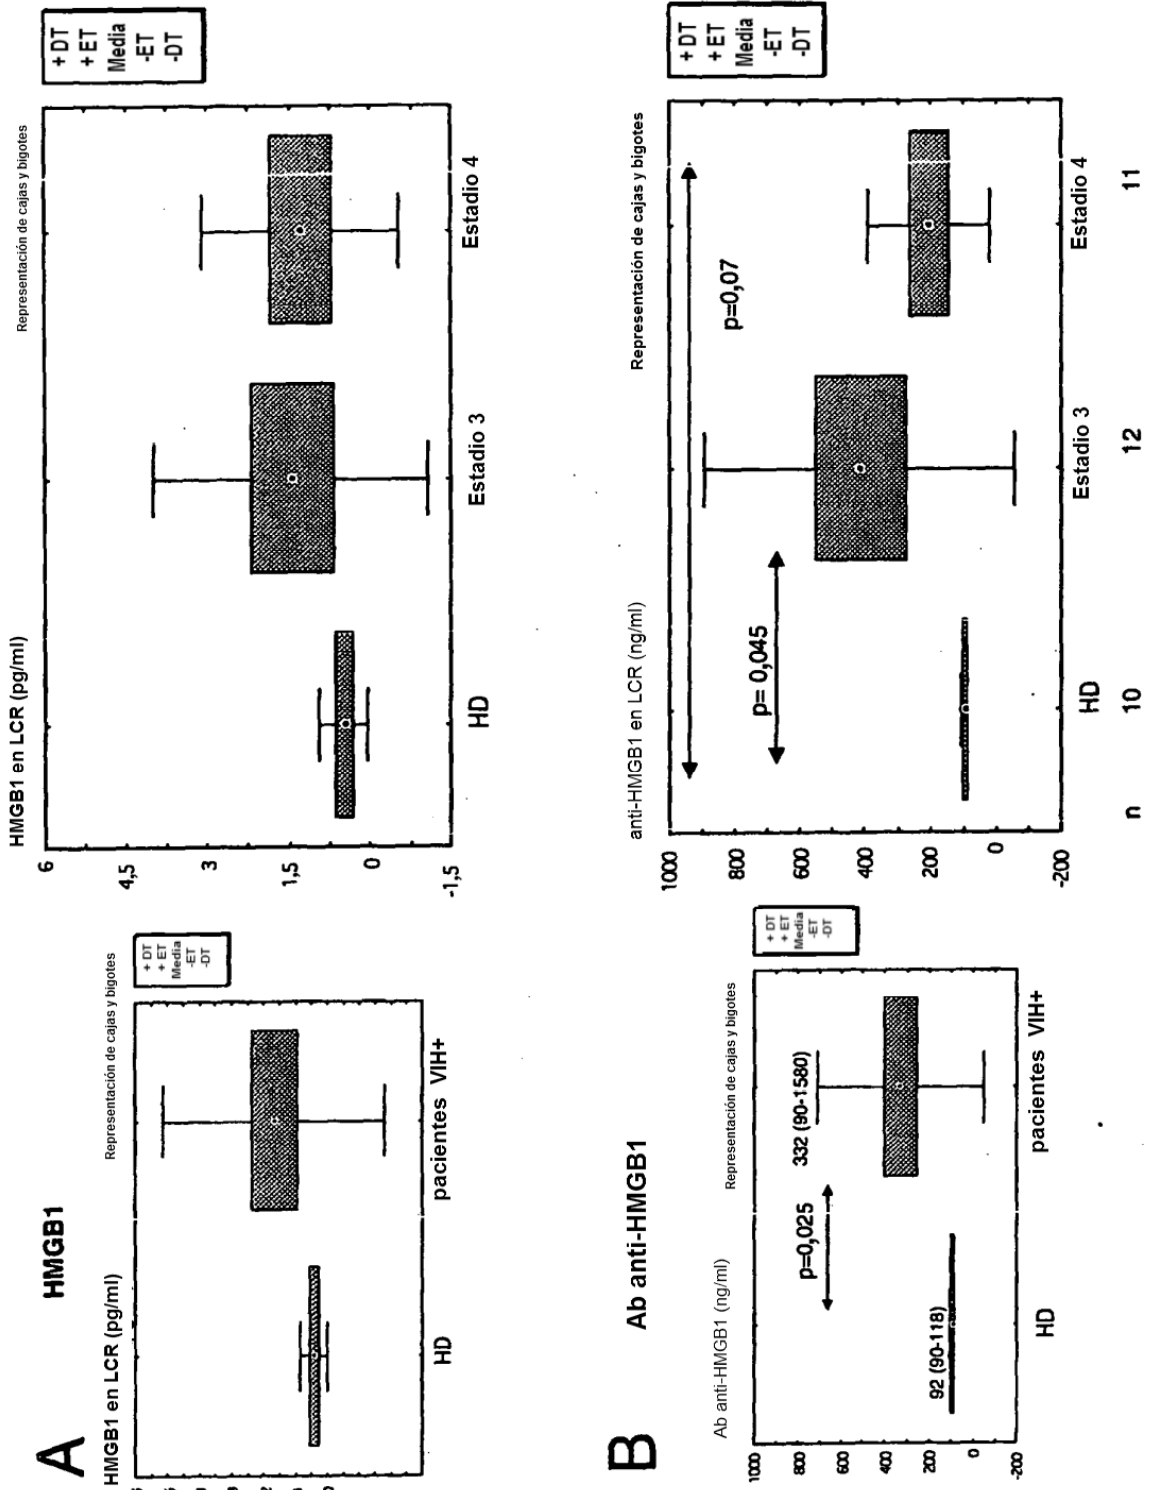 A
HMGB1
HMGB1 en LCR (pg/ml)
Representación de cajas y bigotes
+ DT
+ ET
Media
-ET
-DT
HD
pacientes VIH+
HMGB1 en LCR (pg/ml)
Representación de cajas y bigotes
+ DT
+ ET
Media
-ET
-DT
6
4,5
3
1,5
0
-1,5
HD
Estadio 3
Estadio 4
B
Ab anti-HMGB1
Ab anti-HMGB1 (ng/ml)
Representación de cajas y bigotes
+ DT
+ ET
Media
-ET
-DT
1000
800
600
400
200
0
-200
p=0,025
332 (90-1580)
92 (90-118)
HD
pacientes VIH+
anti-HMGB1 en LCR (ng/ml)
Representación de cajas y bigotes
+ DT
+ ET
Media
-ET
-DT
1000
800
600
400
200
0
-200
p=0,07
p= 0,045
HD
Estadio 3
Estadio 4
n
10
12
11